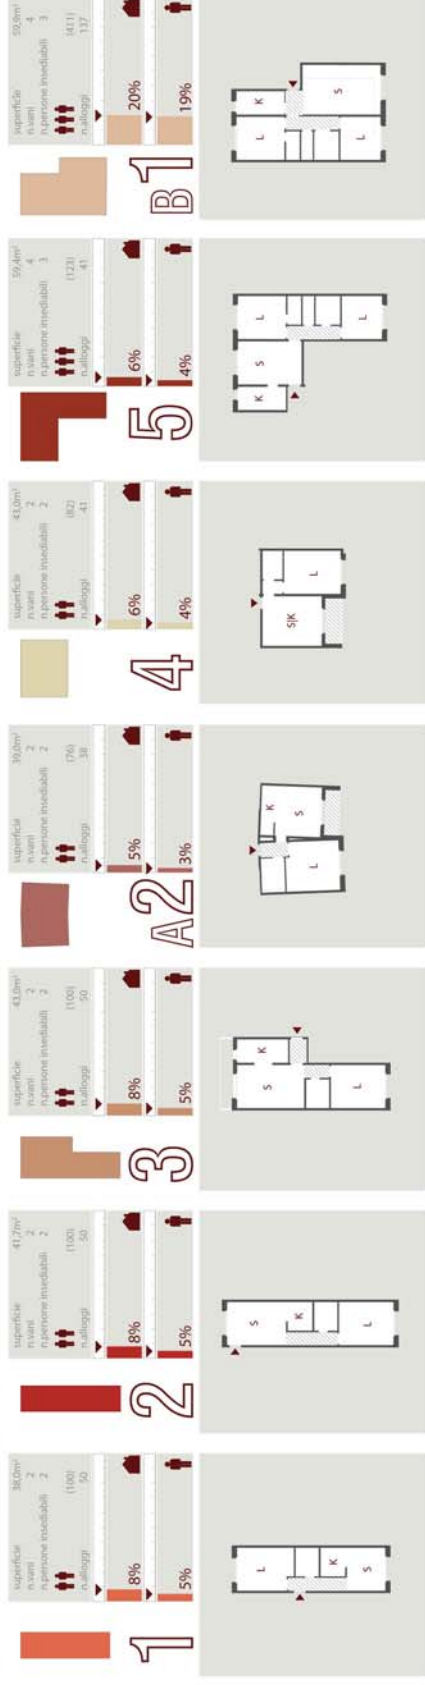 superficie 38,0m²
n.vani 2
n.persone insediabili 2
(100)
n.alloggi 50
1
8%
5%
L
K
S
superficie 41,7m²
n.vani 2
n.persone insediabili 2
(100)
n.alloggi 50
2
8%
5%
S
K
L
superficie 43,0m²
n.vani 2
n.persone insediabili 2
(100)
n.alloggi 50
3
8%
5%
S K
L
superficie 39,0m²
n.vani 2
n.persone insediabili 2
(76)
n.alloggi 38
A2
5%
3%
K
S
L
superficie 43,0m²
n.vani 2
n.persone insediabili 2
(82)
n.alloggi 41
4
6%
4%
S|K
L
superficie 59,4m²
n.vani 4
n.persone insediabili 3
(123)
n.alloggi 41
5
6%
4%
K S L
L
superficie 59,9m²
n.vani 4
n.persone insediabili 3
(411)
n.alloggi 137
B1
20%
19%
L K
S
L